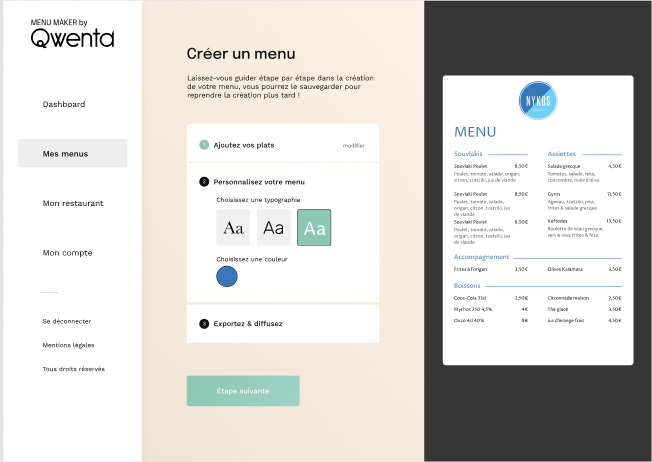 MENU MAKER by
Qwenta
Dashboard
Mes menus
Mon restaurant
Mon compte
Se déconnecter
Mentions légales
Tous droits réservés
Créer un menu
Laissez-vous guider étape par étape dans la création
de votre menu, vous pourrez le sauvegarder pour
reprendre la création plus tard !
1 Ajoutez vos plats modifier
2 Personnalisez votre menu
Choisissez une typographie
Aa Aa Aa
Choisissez une couleur
3 Exportez & diffusez
Étape suivante
NYKOS
MENU
Souvlakis
Souvlaki Poulet 8,50€
Poulet, tomate, salade, origan,
citron, tzatziki, jus de viande
Souvlaki Poulet 8,50€
Poulet, tomate, salade,
origan, citron, tzatziki, jus
de viande
Souvlaki Poulet 8,50€
Poulet, tomate, salade,
origan, citron, tzatziki, jus
de viande
Assiettes
Salade grecque 4,50€
Tomates, salade, feta,
concombre, huile d'olive
Gyros 11,50€
Agneau, tzatziki, pita,
frites & salade grecque
Keftedes 13,50€
Boulette de veau grecque,
servie avec frites & feta
Accompagnement
Frites à l'origan 3,50€ Olives Kalamata 3,50€
Boissons
Coca-Cola 33cl 2,50€ Citronnade maison 2,50€
Mythos 25cl 4,5% 4€ Thé glacé 3,50€
Ouzo 4cl 40% 8€ Jus d'orange frais 4,50€